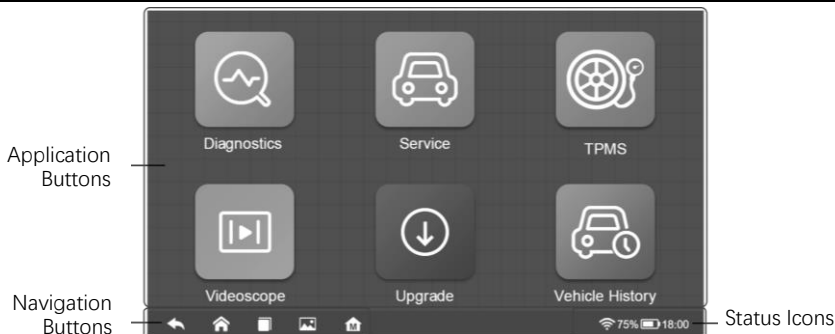 Diagnostics Service TPMS
Application
Buttons
Videoscope Upgrade Vehicle History
Navigation
Buttons
M
75% 18:00
Status Icons